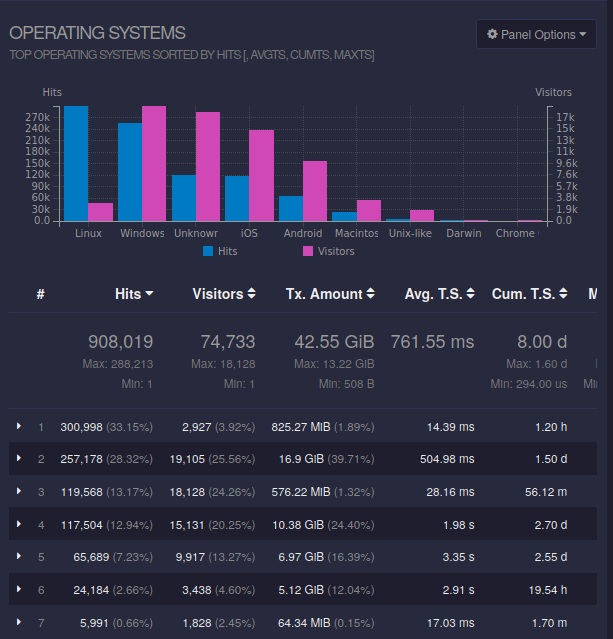 OPERATING SYSTEMS
Panel Options
TOP OPERATING SYSTEMS SORTED BY HITS [, AVGTS, CUMTS, MAXTS]
Hits Visitors
270k 17k
240k 15k
210k 13k
180k 11k
150k 9.6k
120k 7.6k
90.0k 5.7k
60.0k 3.8k
30.0k 1.9k
0.0 0.0
Linux Windows Unknowr iOS Android Macintos Unix-like Darwin Chrome
Hits Visitors
# Hits Visitors Tx. Amount Avg. T.S. Cum. T.S. M
908,019 74,733 42.55 GiB 761.55 ms 8.00 d
Max: 288,213 Max: 18,128 Max: 13.22 GiB Max: 1.60 d
Min: 1 Min: 1 Min: 508 B Min: 294.00 us Mi
1 300,998 (33.15%) 2,927 (3.92%) 825.27 MiB (1.89%) 14.39 ms 1.20 h
2 257,178 (28.32%) 19,105 (25.56%) 16.9 GiB (39.71%) 504.98 ms 1.50 d
3 119,568 (13.17%) 18,128 (24.26%) 576.22 MiB (1.32%) 28.16 ms 56.12 m
4 117,504 (12.94%) 15,131 (20.25%) 10.38 GiB (24.40%) 1.98 s 2.70 d
5 65,689 (7.23%) 9,917 (13.27%) 6.97 GiB (16.39%) 3.35 s 2.55 d
6 24,184 (2.66%) 3,438 (4.60%) 5.12 GiB (12.04%) 2.91 s 19.54 h
7 5,991 (0.66%) 1,828 (2.45%) 64.34 MiB (0.15%) 17.03 ms 1.70 m